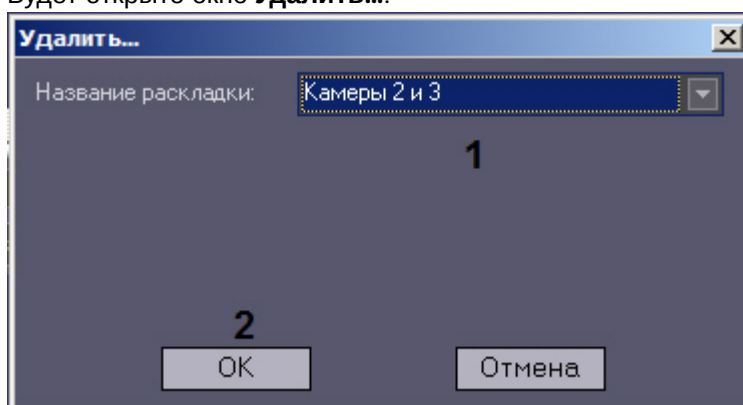 Будет открыто окно Удалить...
Удалить...
Название раскладки: Камеры 2 и 3
1
2
OK Отмена